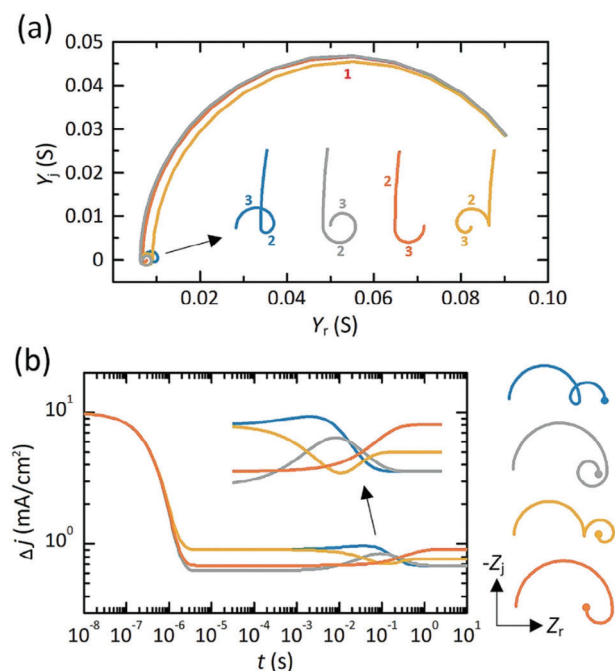 (a)
0.05
0.04
0.03
0.02
0.01
0
Yj (S)
1
3
2
3
2
2
3
2
3
0.02 0.04 0.06 0.08 0.10
Yr (S)
(b)
10¹
10⁰
Δj (mA/cm²)
10⁻⁸ 10⁻⁷ 10⁻⁶ 10⁻⁵ 10⁻⁴ 10⁻³ 10⁻² 10⁻¹ 10⁰ 10¹
t (s)
-Zj
Zr